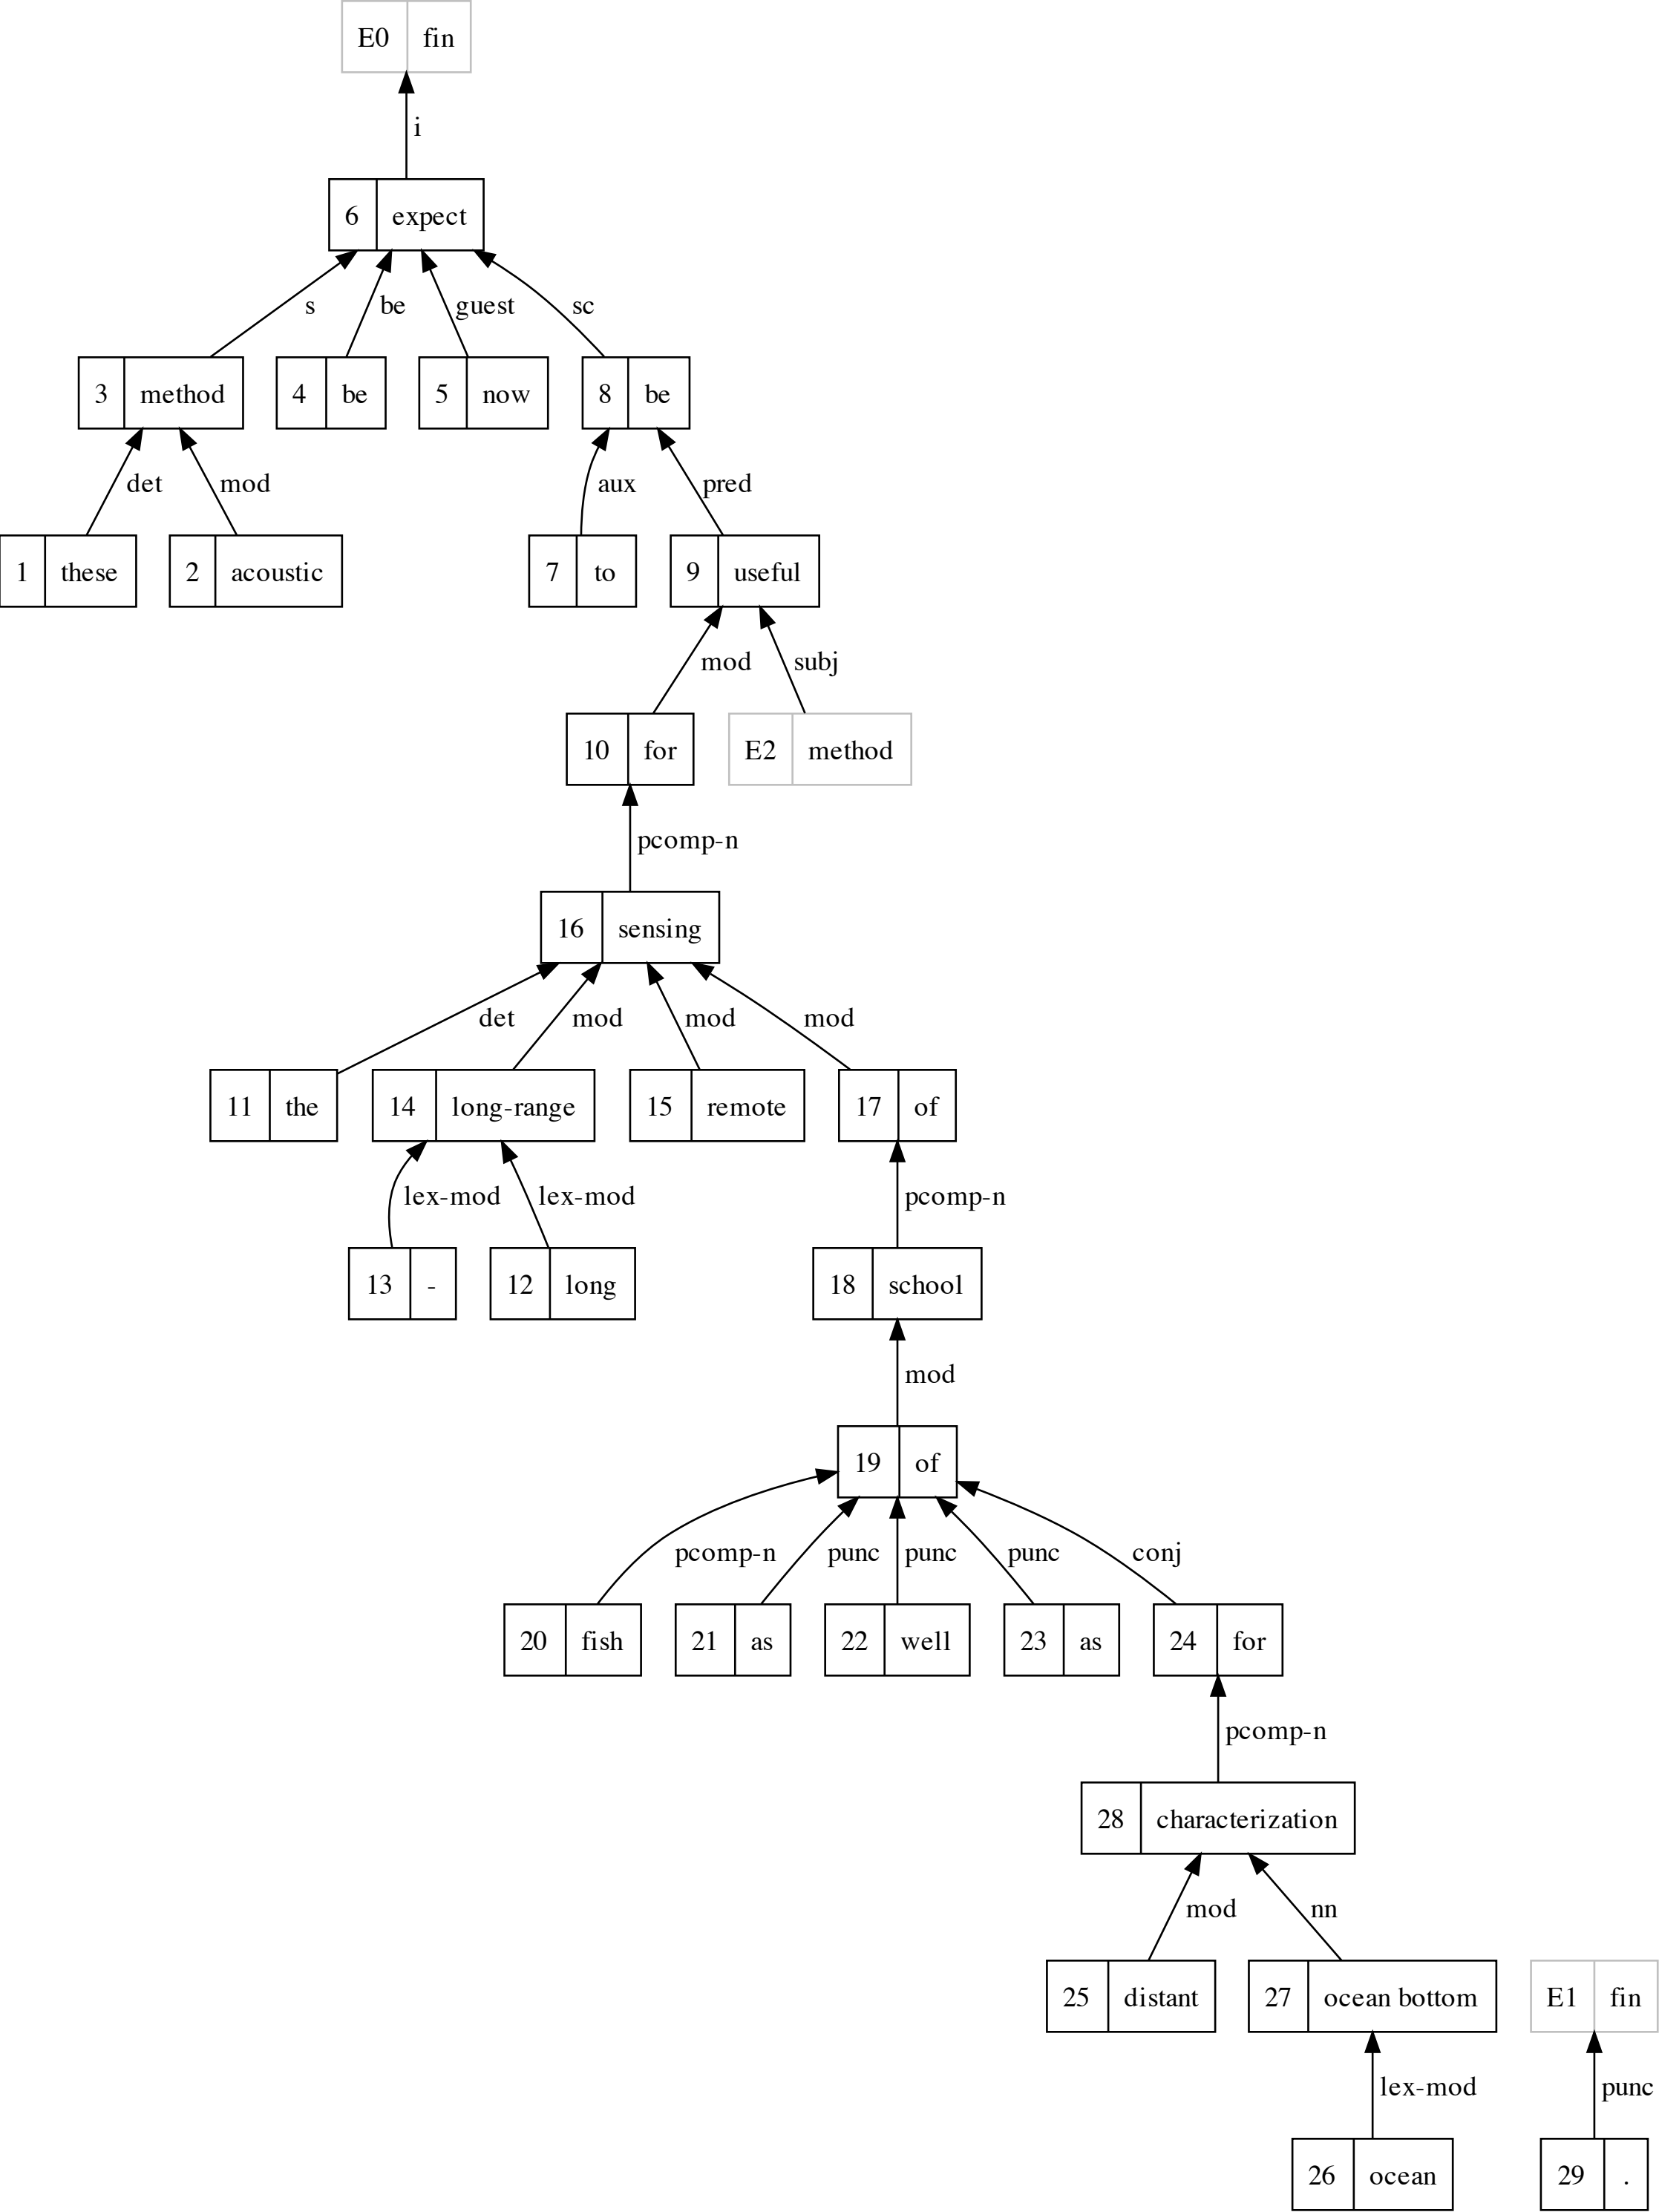 E0 fin
i
6 expect
s be guest sc
3 method 4 be 5 now 8 be
det mod aux pred
1 these 2 acoustic 7 to 9 useful
mod subj
10 for E2 method
pcomp-n
16 sensing
det mod mod mod
11 the 14 long-range 15 remote 17 of
lex-mod lex-mod pcomp-n
13 - 12 long 18 school
mod
19 of
pcomp-n punc punc punc conj
20 fish 21 as 22 well 23 as 24 for
pcomp-n
28 characterization
mod nn
25 distant 27 ocean bottom E1 fin
lex-mod punc
26 ocean 29 .